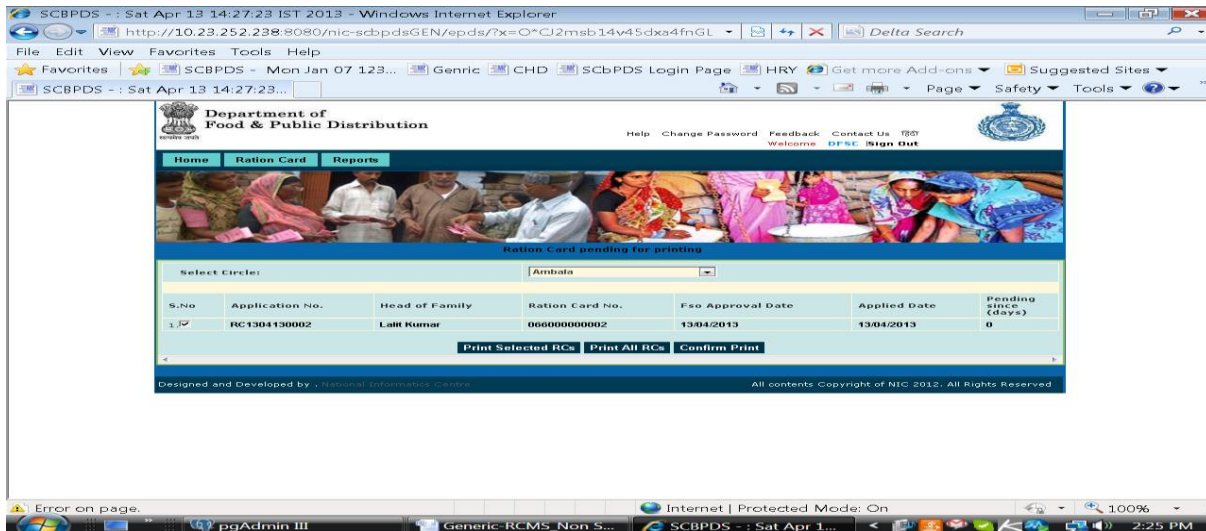 SCBPDS - : Sat Apr 13 14:27:23 IST 2013 - Windows Internet Explorer
http://10.23.252.238:8080/nic-scbpdsGEN/epds/?x=O*CJ2msb14v45dxa4fnGL
Delta Search
File Edit View Favorites Tools Help
Favorites SCBPDS - Mon Jan 07 123... Genric CHD SCbPDS Login Page HRY Get more Add-ons Suggested Sites
SCBPDS - : Sat Apr 13 14:27:23... Page Safety Tools
Department of
Food & Public Distribution
सत्यमेव जयते
Help Change Password Feedback Contact Us हिंदी
Welcome DFSC |Sign Out
Home Ration Card Reports
Ration Card pending for printing
Select Circle: Ambala
S.No Application No. Head of Family Ration Card No. Fso Approval Date Applied Date Pending since (days)
1. RC1304130002 Lalit Kumar 066000000002 13/04/2013 13/04/2013 0
Print Selected RCs Print All RCs Confirm Print
Designed and Developed by . National Informatics Centre All contents Copyright of NIC 2012. All Rights Reserved
Error on page. Internet | Protected Mode: On 100%
pgAdmin III Generic-RCMS_Non S... SCBPDS - : Sat Apr 1... 2:25 PM